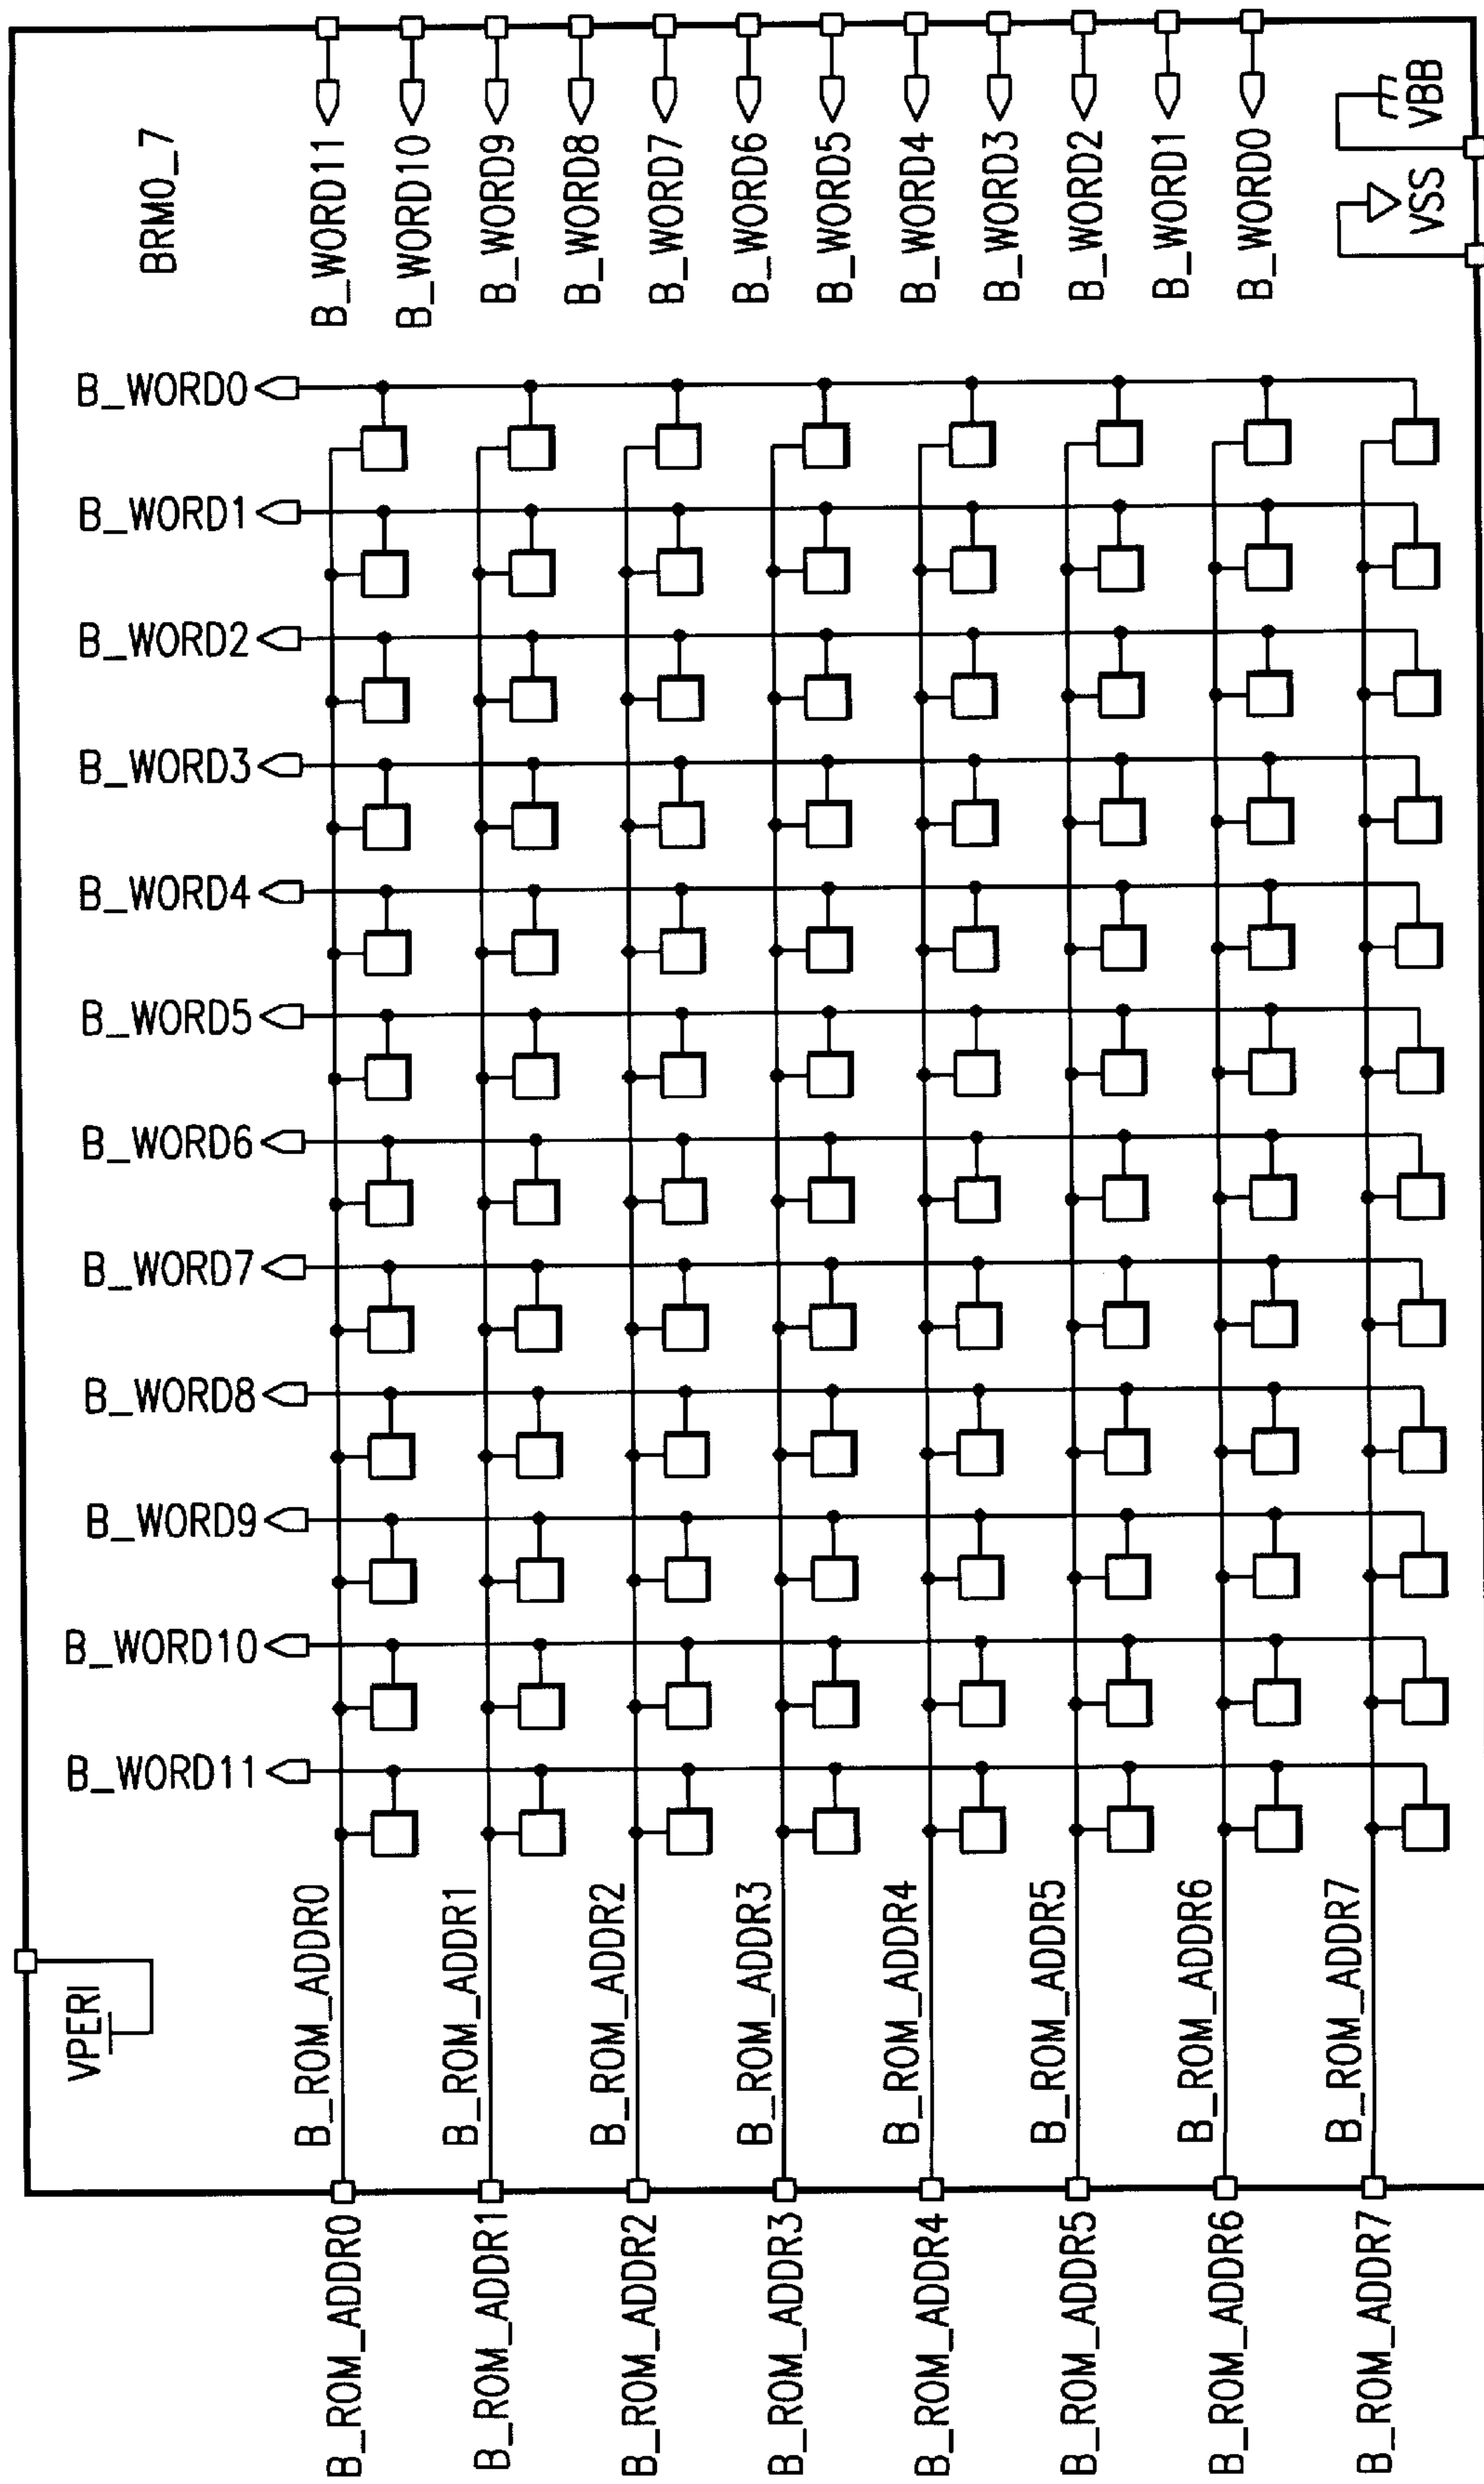 BRM0_7
B_WORD11
B_WORD10
B_WORD9
B_WORD8
B_WORD7
B_WORD6
B_WORD5
B_WORD4
B_WORD3
B_WORD2
B_WORD1
B_WORD0
VBB
VSS
B_WORD0
B_WORD1
B_WORD2
B_WORD3
B_WORD4
B_WORD5
B_WORD6
B_WORD7
B_WORD8
B_WORD9
B_WORD10
B_WORD11
VPERI
B_ROM_ADDR0
B_ROM_ADDR1
B_ROM_ADDR2
B_ROM_ADDR3
B_ROM_ADDR4
B_ROM_ADDR5
B_ROM_ADDR6
B_ROM_ADDR7
B_ROM_ADDR0
B_ROM_ADDR1
B_ROM_ADDR2
B_ROM_ADDR3
B_ROM_ADDR4
B_ROM_ADDR5
B_ROM_ADDR6
B_ROM_ADDR7